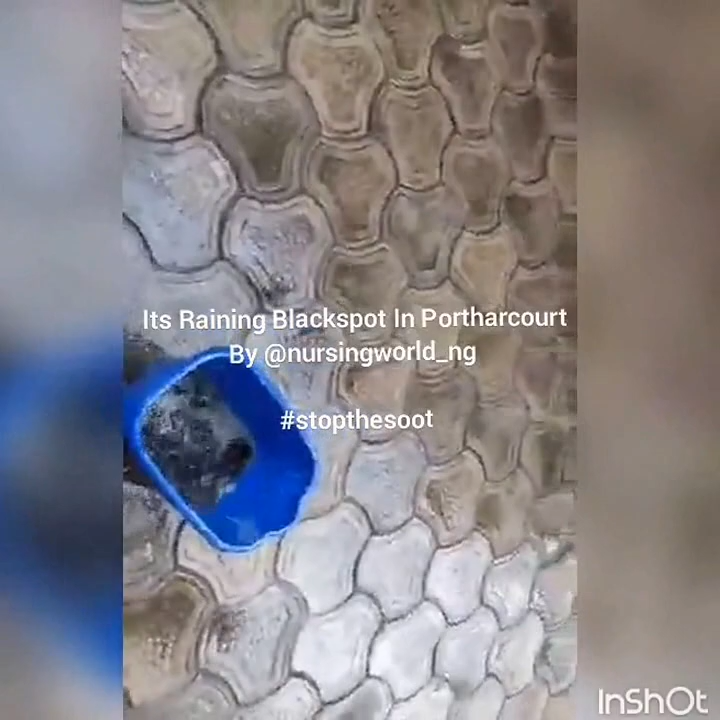 Its Raining Blackspot In Portharcourt
By @nursingworld_ng
#stopthesoot
InShOt